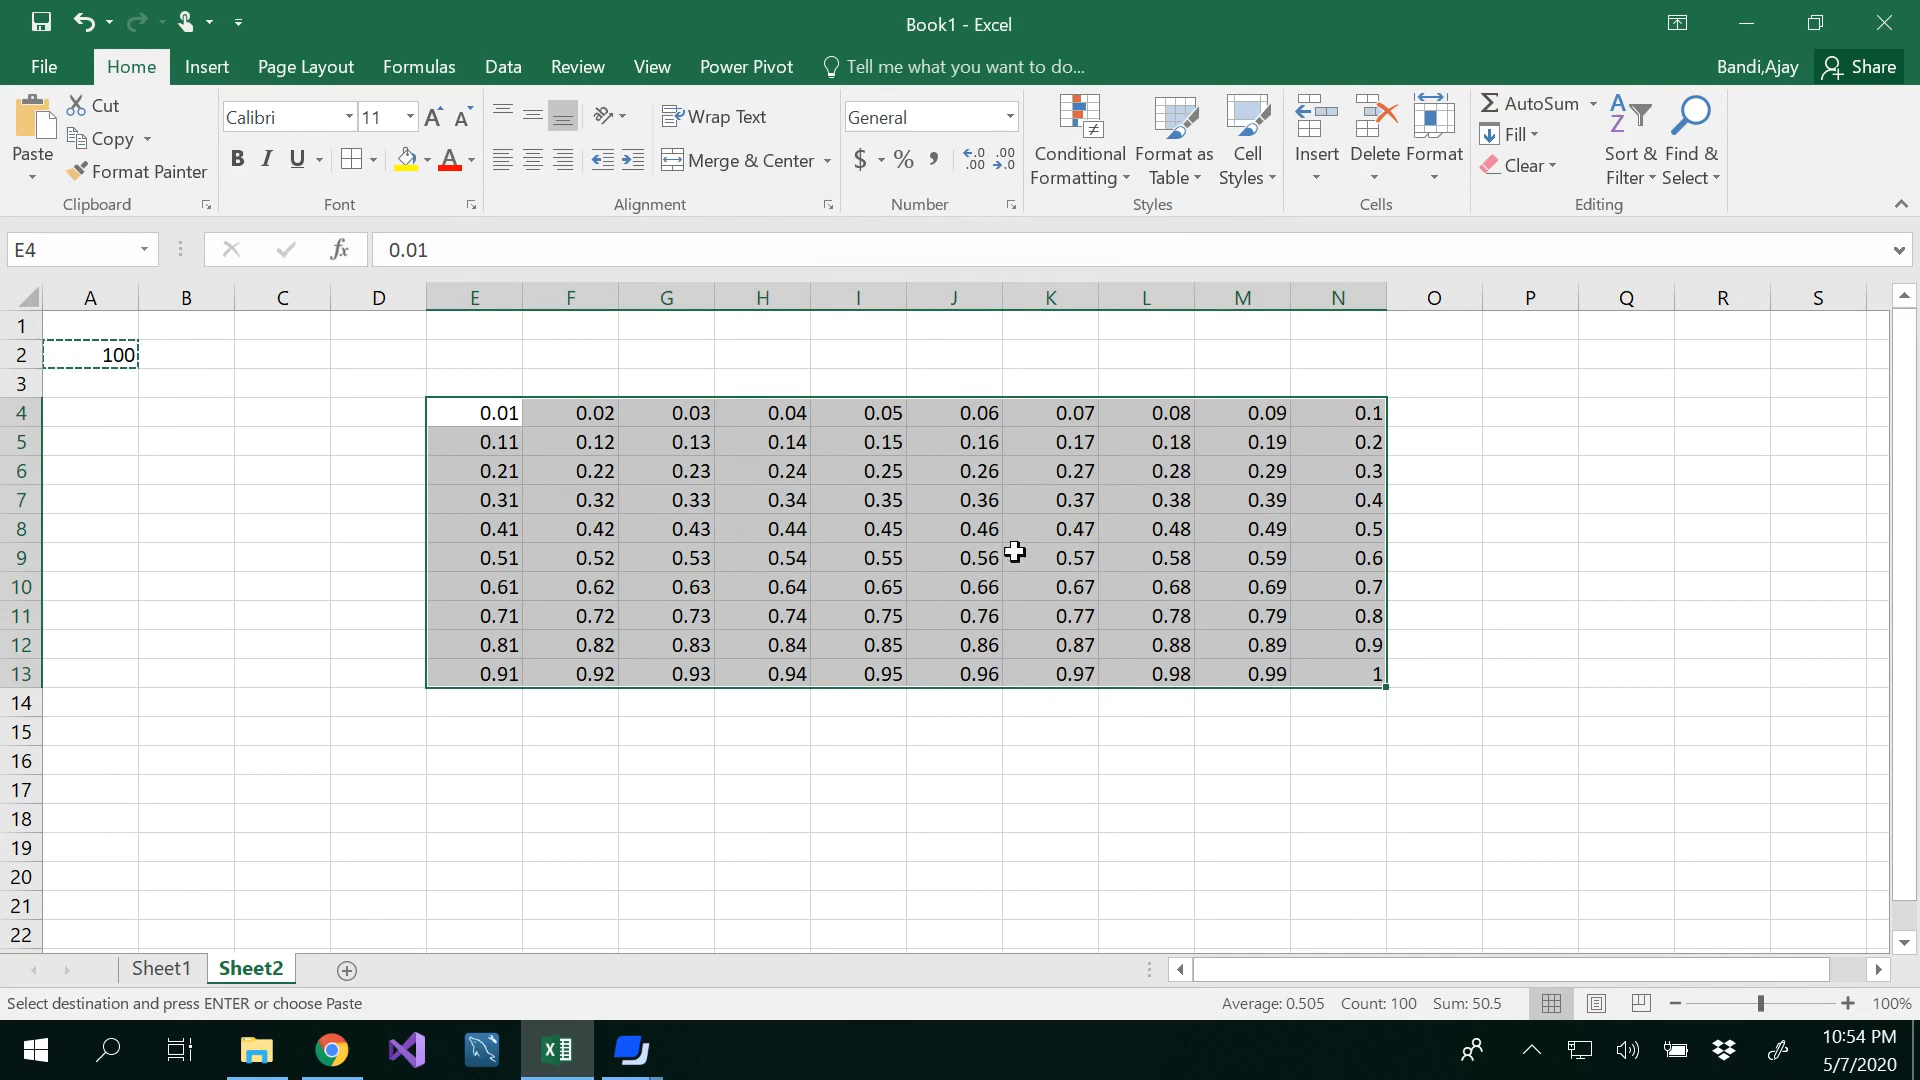 Book1 - Excel
File Home Insert Page Layout Formulas Data Review View Power Pivot Tell me what you want to do... Bandi,Ajay Share
Paste
Cut
Copy
Format Painter
Clipboard
Calibri 11 A A
B I U A
Font
Wrap Text
Merge & Center
Alignment
General
$ % , .00 .00
Number
Conditional Formatting
Format as Table
Cell Styles
Styles
Insert Delete Format
Cells
AutoSum
Fill
Clear
Sort & Filter
Find & Select
Editing
E4 fx 0.01
A B C D E F G H I J K L M N O P Q R S
1
2 100
3
4 0.01 0.02 0.03 0.04 0.05 0.06 0.07 0.08 0.09 0.1
5 0.11 0.12 0.13 0.14 0.15 0.16 0.17 0.18 0.19 0.2
6 0.21 0.22 0.23 0.24 0.25 0.26 0.27 0.28 0.29 0.3
7 0.31 0.32 0.33 0.34 0.35 0.36 0.37 0.38 0.39 0.4
8 0.41 0.42 0.43 0.44 0.45 0.46 0.47 0.48 0.49 0.5
9 0.51 0.52 0.53 0.54 0.55 0.56 0.57 0.58 0.59 0.6
10 0.61 0.62 0.63 0.64 0.65 0.66 0.67 0.68 0.69 0.7
11 0.71 0.72 0.73 0.74 0.75 0.76 0.77 0.78 0.79 0.8
12 0.81 0.82 0.83 0.84 0.85 0.86 0.87 0.88 0.89 0.9
13 0.91 0.92 0.93 0.94 0.95 0.96 0.97 0.98 0.99 1
14
15
16
17
18
19
20
21
22
Sheet1 Sheet2
Select destination and press ENTER or choose Paste Average: 0.505 Count: 100 Sum: 50.5 100%
10:54 PM
5/7/2020